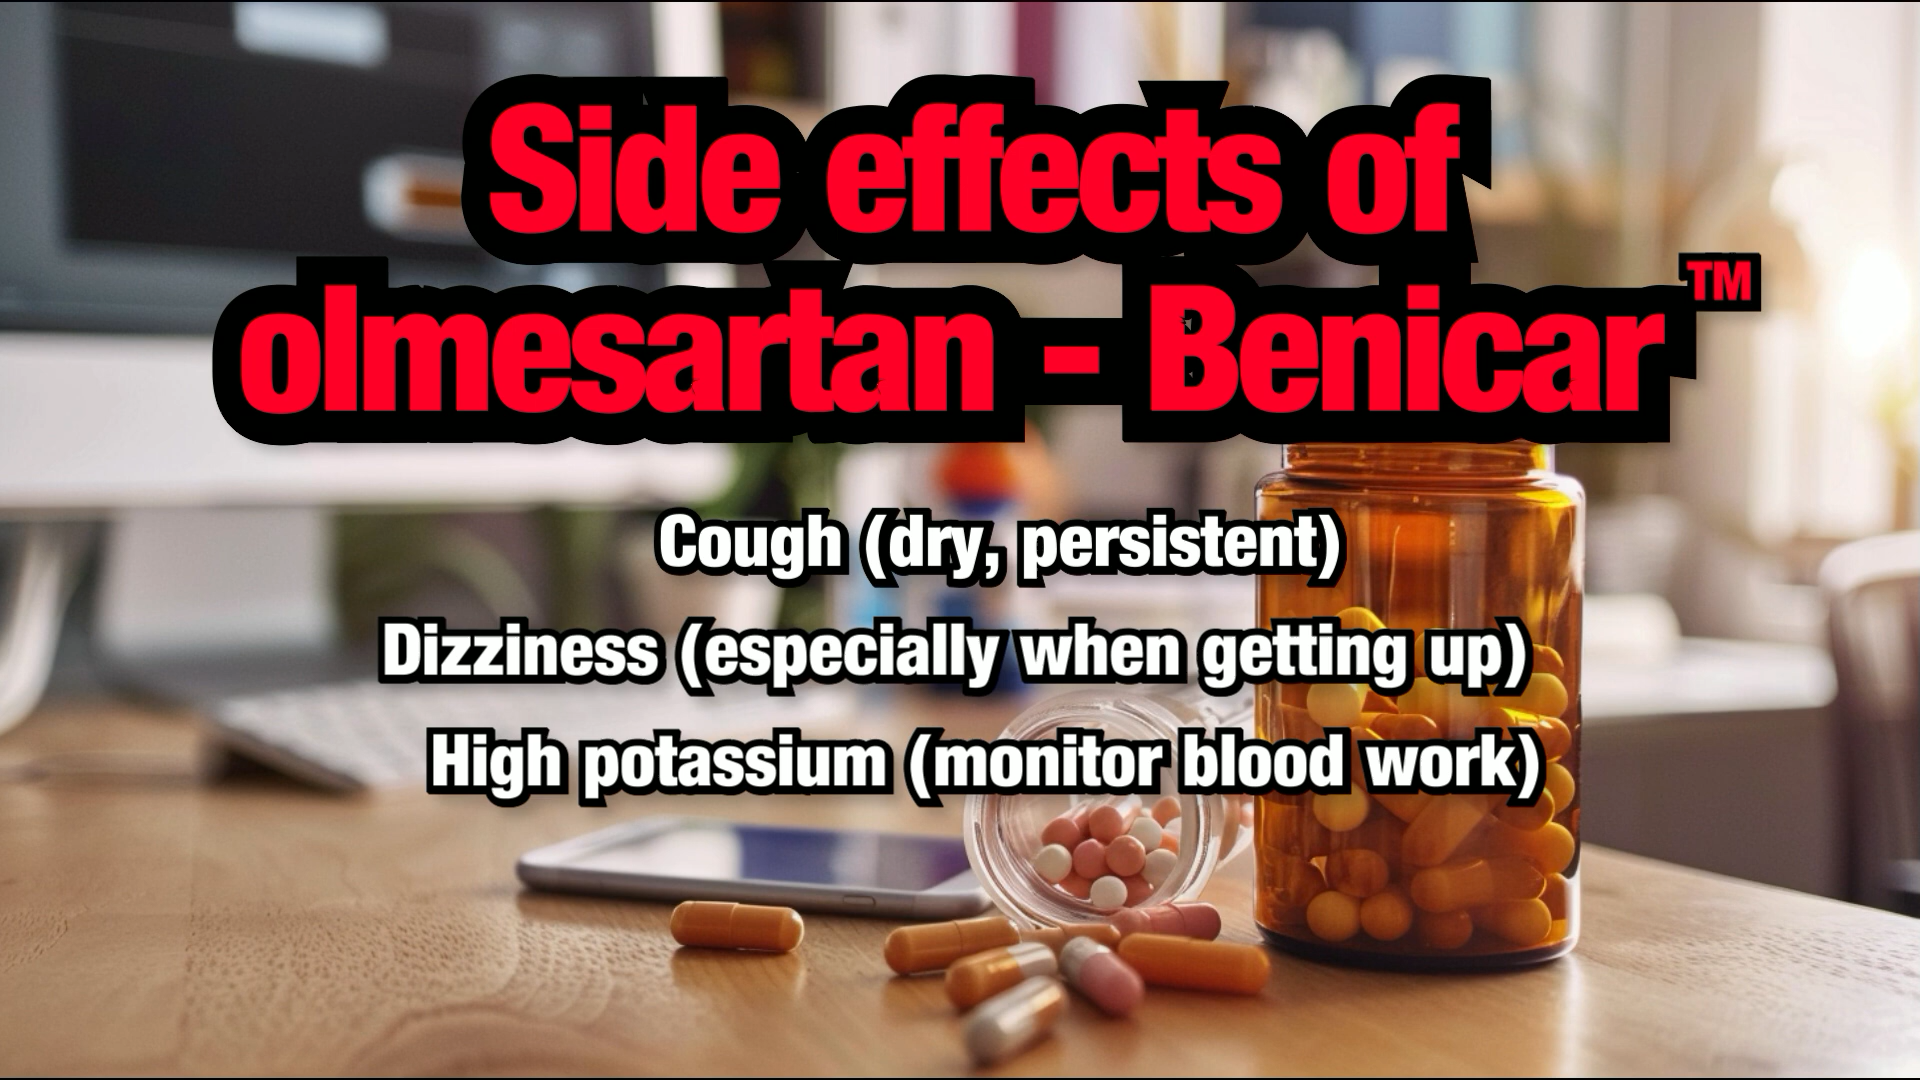 Side effects of
olmesartan - Benicar™
Cough (dry, persistent)
Dizziness (especially when getting up)
High potassium (monitor blood work)